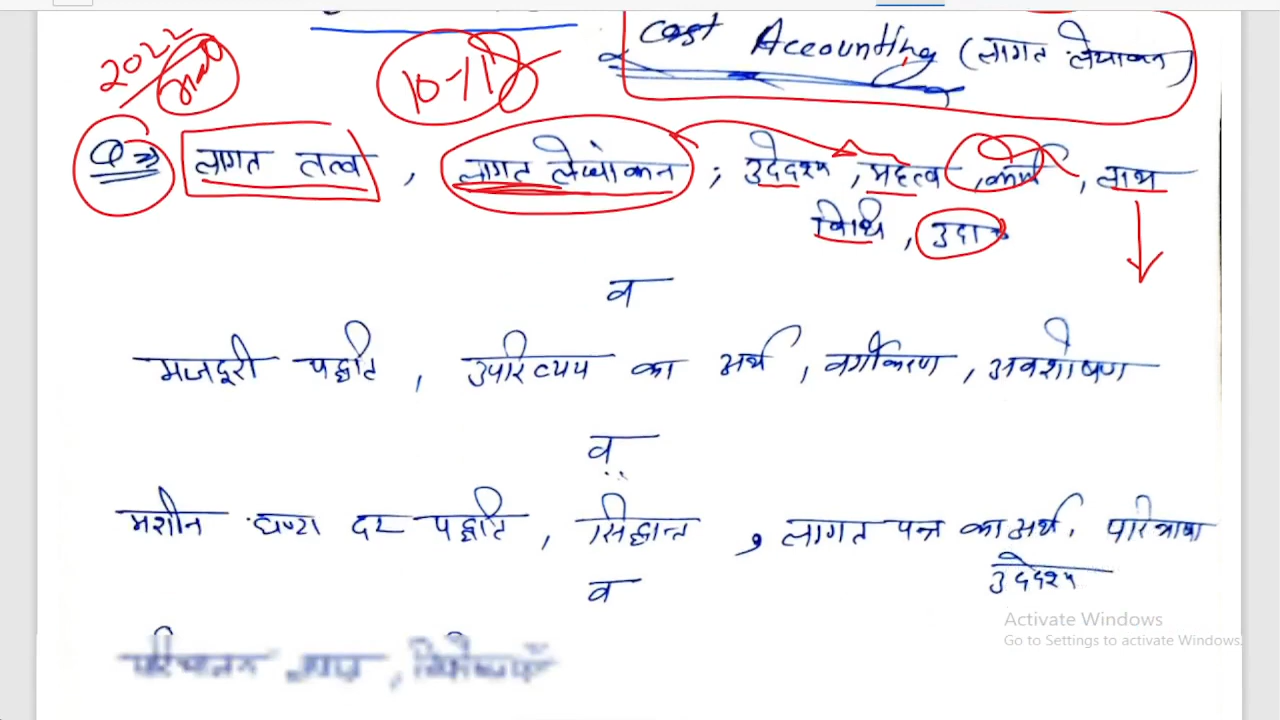 Cost Accounting (लागत लेखांकन)
2022
10-11
Q ⇒ लागत तत्व , लागत लेखांकन ; उद्देश्य , महत्व , कार्य , लाभ
विधि , उदा
व
मजदूरी पद्धति , उपरिव्यय का अर्थ , वर्गीकरण , अवशोषण
व
मशीन घण्टा दर पद्धति , सिद्धान्त , लागत पत्र का अर्थ , परिभाषा
उद्देश्य
व
Activate Windows
Go to Settings to activate Windows.